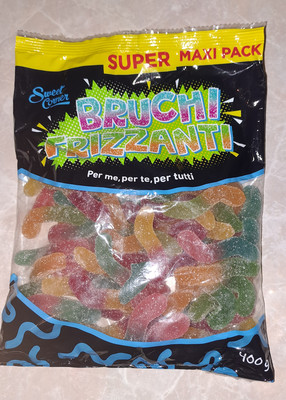 SUPER MAXI PACK
Sweet
Corner
BRUCHI
FRIZZANTI
Per me, per te, per tutti
400g